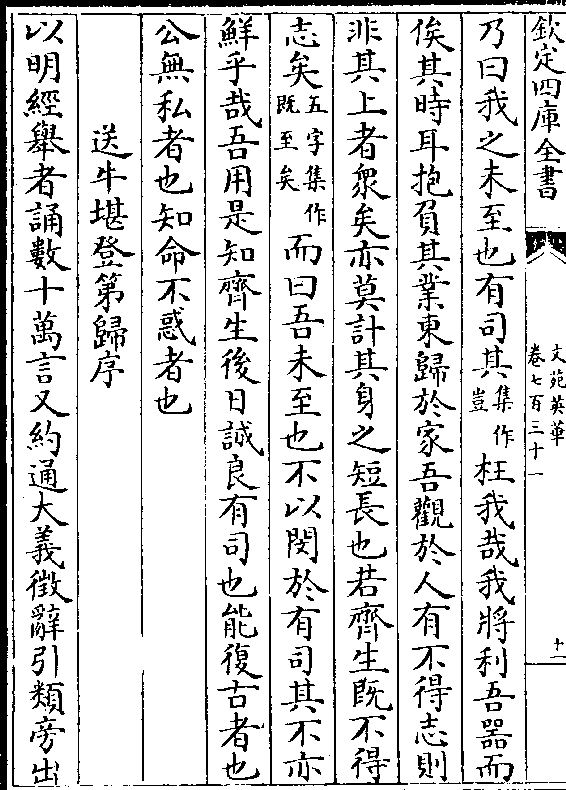 欽定四庫全書
文苑英華
卷七百三十一
十一
乃曰我之未至也有司其集作豈枉我哉我將利吾器而
俟其時耳抱負其業東歸於家吾觀於人有不得志則
非其上者衆矣亦莫計其身之短長也若齊生既不得
志矣五字集作既至矣而曰吾未至也不以閔於有司其不亦
鮮乎哉吾用是知齊生後日誠良有司也能復古者也
公無私者也知命不惑者也
送牛堪登第歸序
以明經舉者誦數十萬言又約通大義徵辭引類旁出